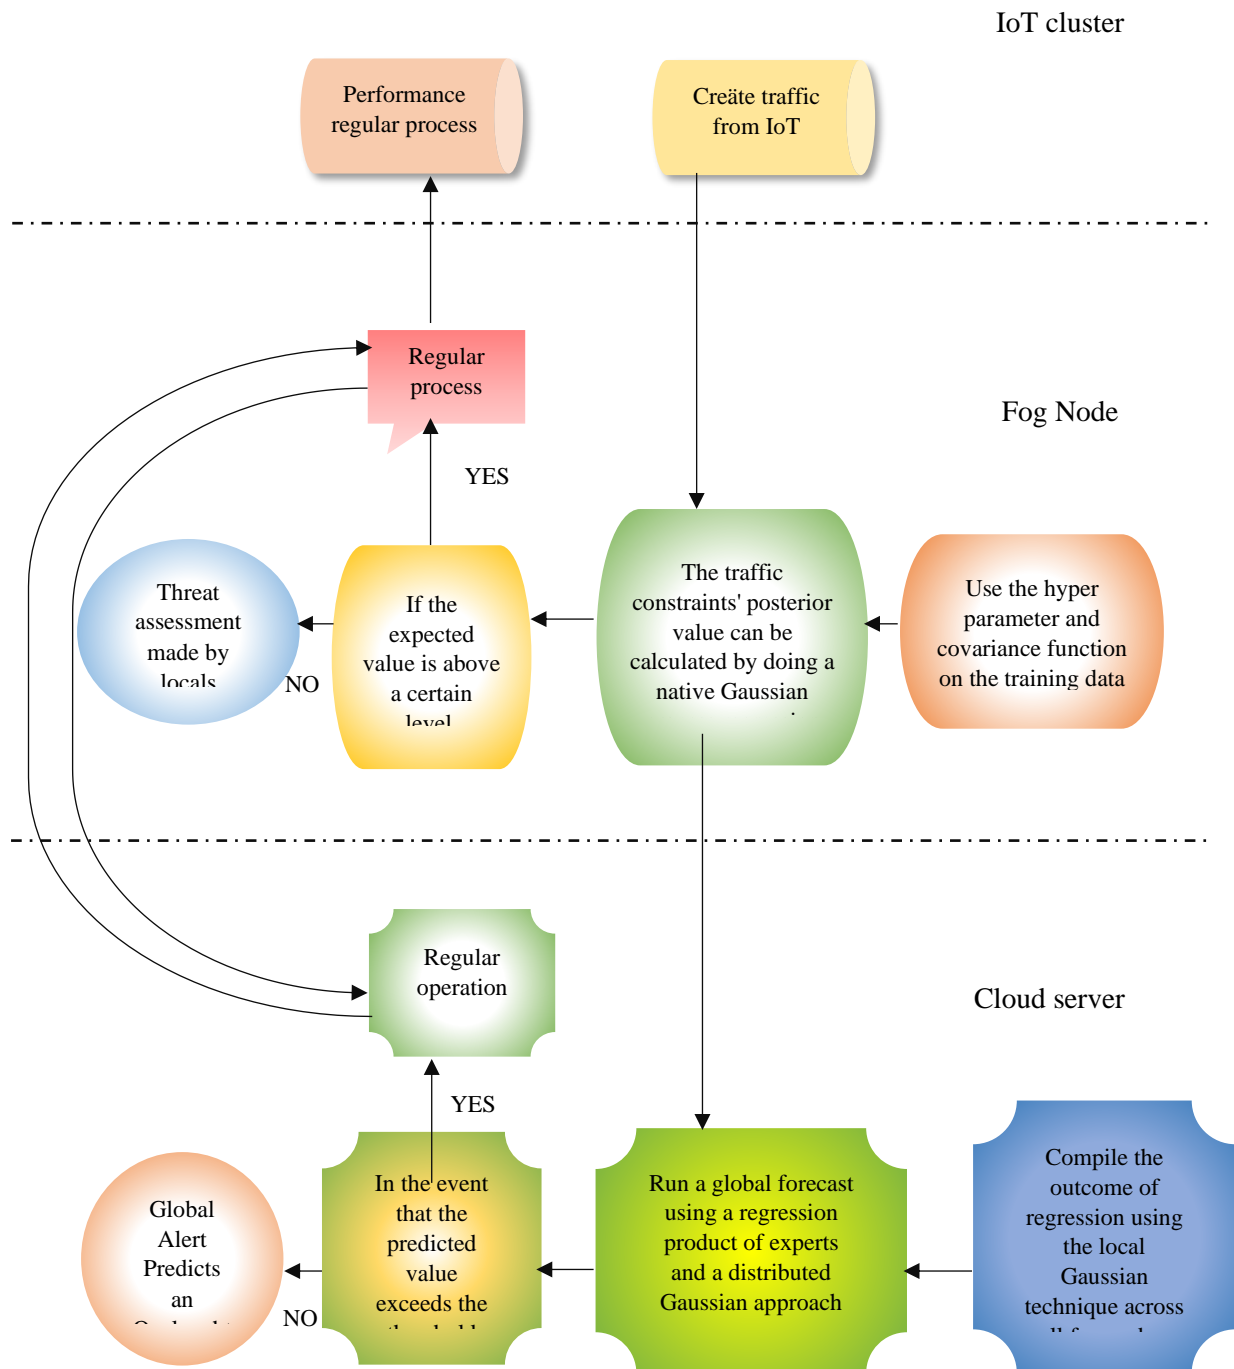 IoT cluster
Performance
regular process
Creäte traffic
from IoT
Regular
process
Fog Node
YES
Threat
assessment
made by
locals
NO
If the
expected
value is above
a certain
level
The traffic
constraints' posterior
value can be
calculated by doing a
native Gaussian
Use the hyper
parameter and
covariance function
on the training data
Regular
operation
Cloud server
YES
Global
Alert
Predicts
an
NO
In the event
that the
predicted
value
exceeds the
Run a global forecast
using a regression
product of experts
and a distributed
Gaussian approach
Compile the
outcome of
regression using
the local
Gaussian
technique across